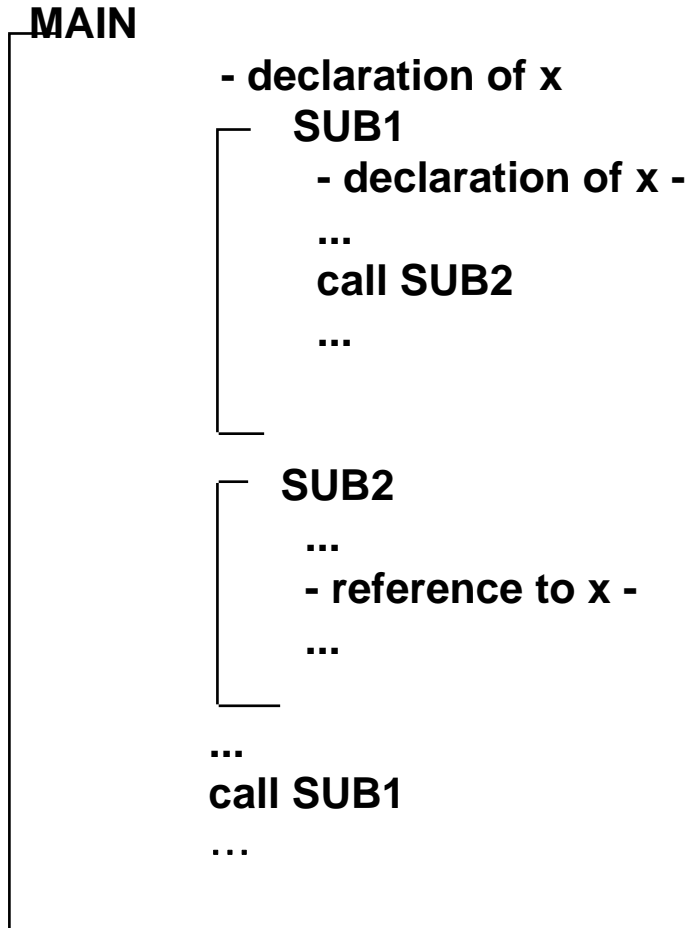 MAIN
- declaration of x
SUB1
- declaration of x -
...
call SUB2
...
SUB2
...
- reference to x -
...
...
call SUB1
…